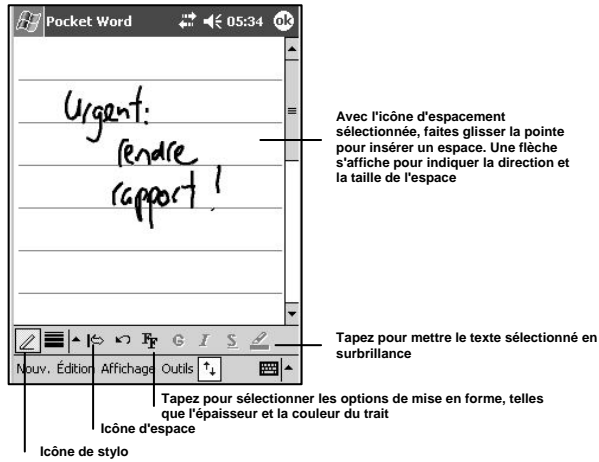 Pocket Word 05:34 ok
Urgent:
rendre
rapport !
Avec l'icône d'espacement
sélectionnée, faites glisser la pointe
pour insérer un espace. Une flèche
s'affiche pour indiquer la direction et
la taille de l'espace
FF G I S
Tapez pour mettre le texte sélectionné en
surbrillance
Nouv. Édition Affichage Outils
Tapez pour sélectionner les options de mise en forme, telles
que l'épaisseur et la couleur du trait
Icône d'espace
Icône de stylo